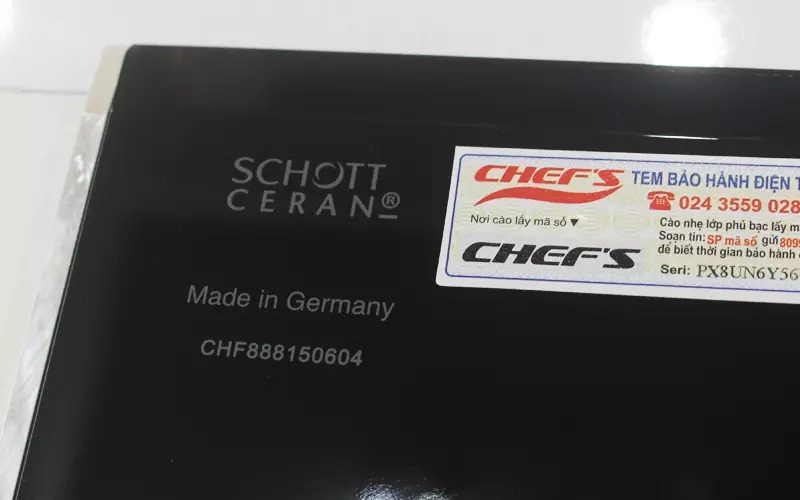 SCHOTT
CERAN®
Made in Germany
CHF888150604
CHEF'S
TEM BẢO HÀNH ĐIỆN T
☎ 024 3559 028
Nơi cào lấy mã số ▼
Cào nhẹ lớp phủ bạc lấy m
Soạn tin: SP mã số gửi 8099
để biết thời gian bảo hành
CHEF'S
Seri: PX8UN6Y56